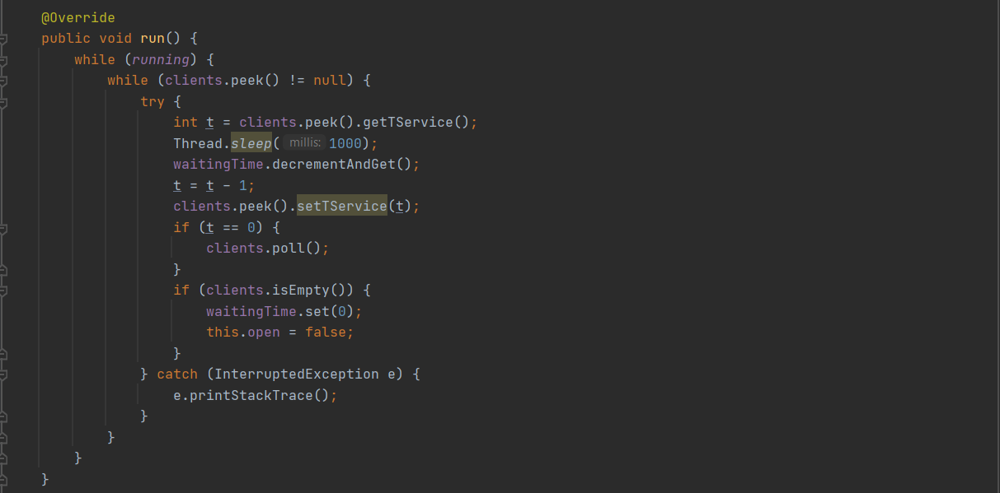 @Override
public void run() {
while (running) {
while (clients.peek() != null) {
try {
int t = clients.peek().getTService();
Thread.sleep( millis: 1000);
waitingTime.decrementAndGet();
t = t - 1;
clients.peek().setTService(t);
if (t == 0) {
clients.poll();
}
if (clients.isEmpty()) {
waitingTime.set(0);
this.open = false;
}
} catch (InterruptedException e) {
e.printStackTrace();
}
}
}
}